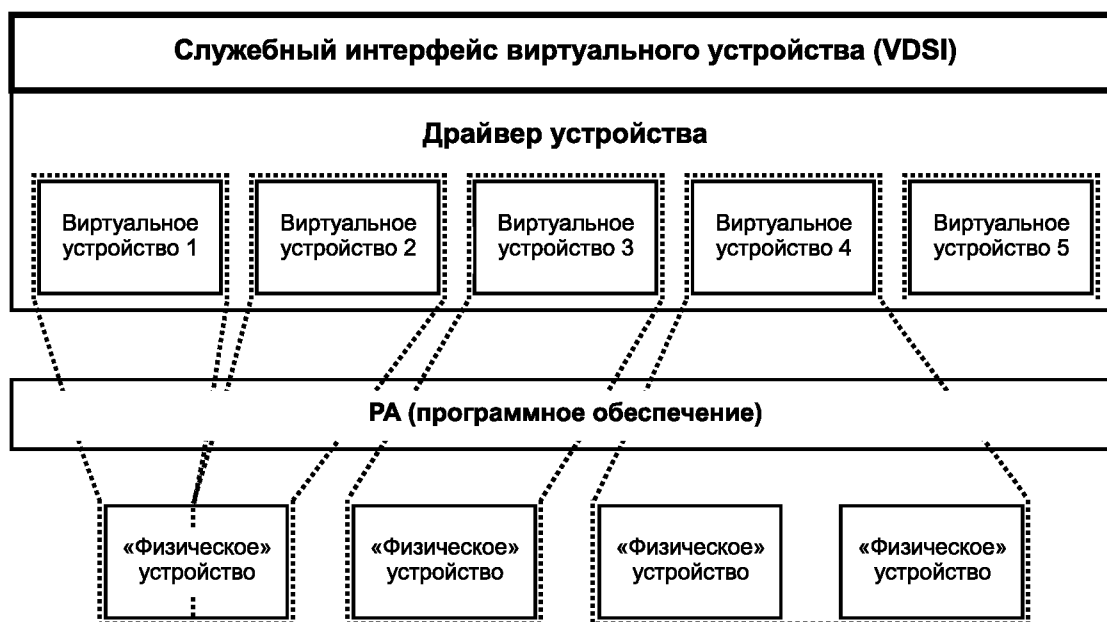 Служебный интерфейс виртуального устройства (VDSI)
Драйвер устройства
Виртуальное
устройство 1
Виртуальное
устройство 2
Виртуальное
устройство 3
Виртуальное
устройство 4
Виртуальное
устройство 5
РА (программное обеспечение)
«Физическое»
устройство
«Физическое»
устройство
«Физическое»
устройство
«Физическое»
устройство